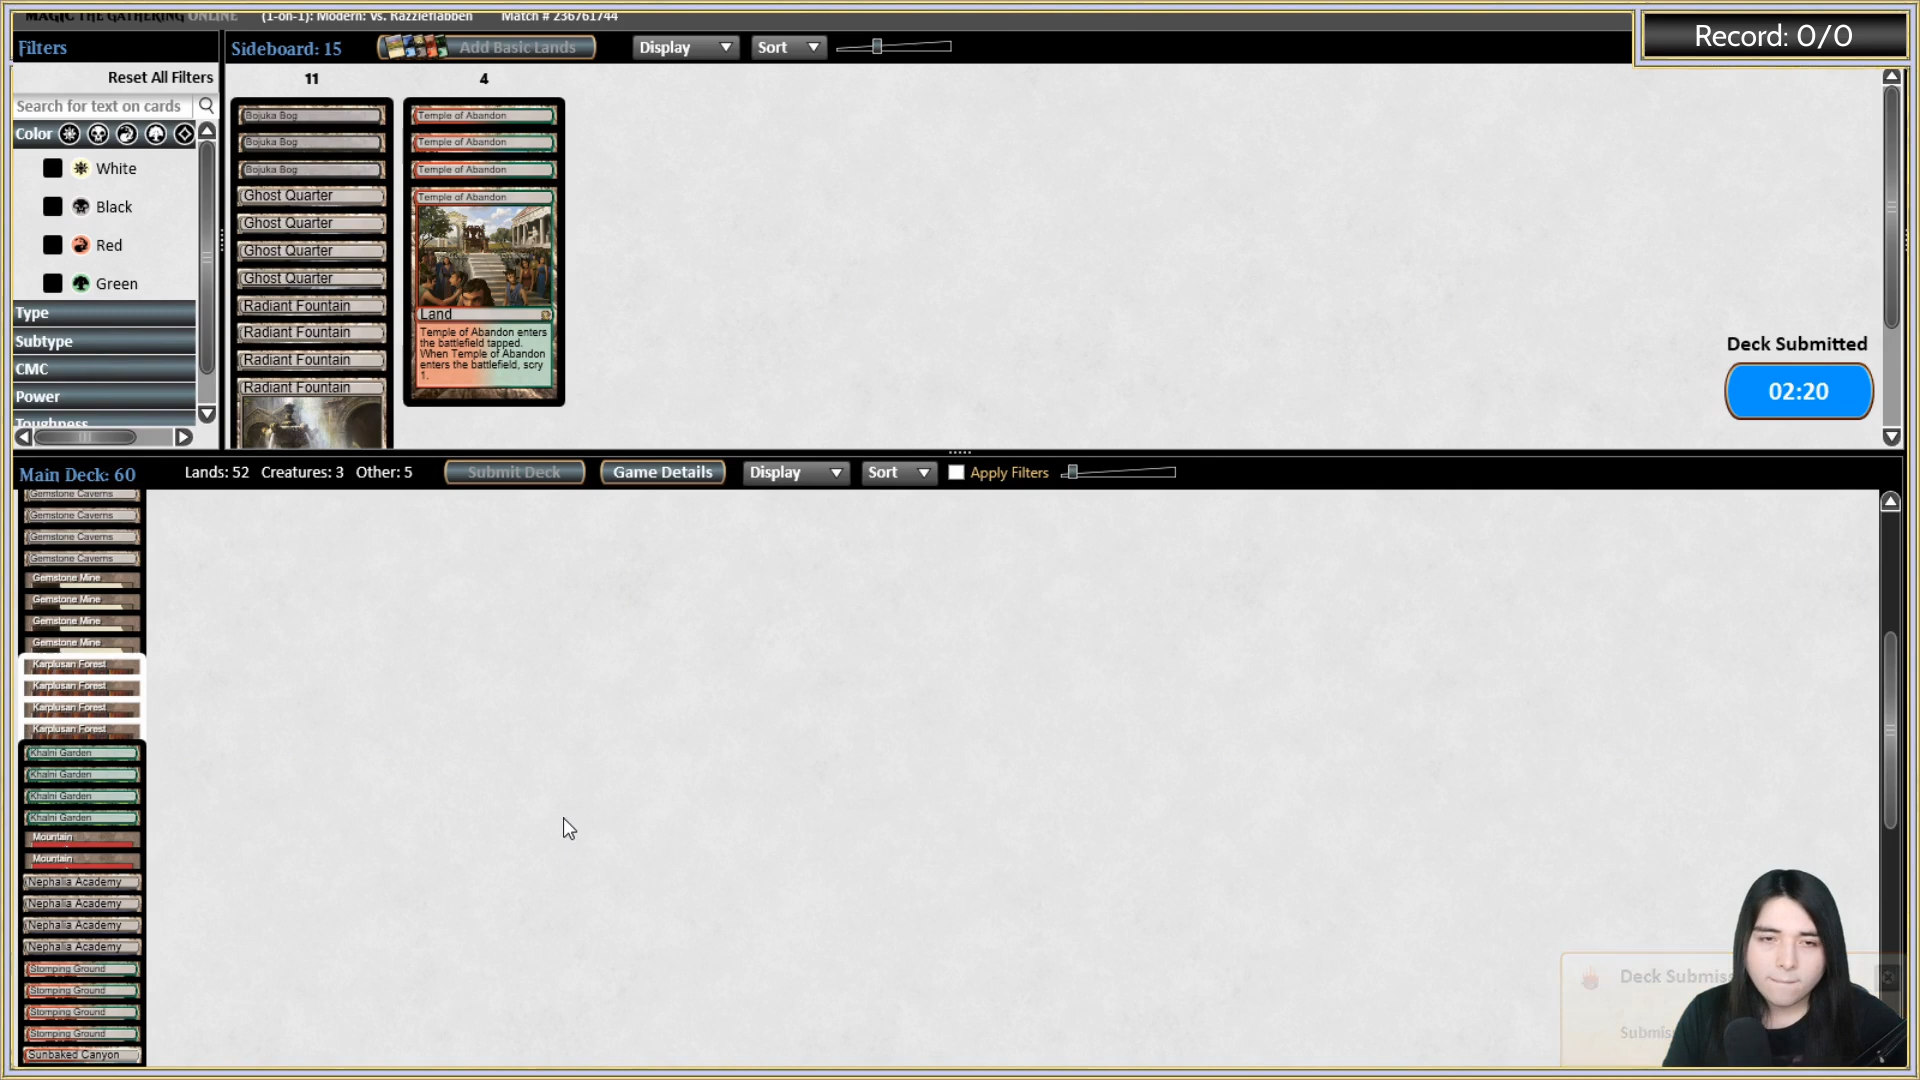 MAGIC THE GATHERING ONLINE (1-on-1): Modern: Vs. Razzleflabben Match # 236761744
Record: 0/0
Filters
Sideboard: 15
Add Basic Lands
Display
Sort
Reset All Filters
Search for text on cards
Color
White
Black
Red
Green
Type
Subtype
CMC
Power
Toughness
11
4
Bojuka Bog
Bojuka Bog
Bojuka Bog
Ghost Quarter
Ghost Quarter
Ghost Quarter
Ghost Quarter
Radiant Fountain
Radiant Fountain
Radiant Fountain
Radiant Fountain
Temple of Abandon
Temple of Abandon
Temple of Abandon
Temple of Abandon
Land
Temple of Abandon enters
the battlefield tapped.
When Temple of Abandon
enters the battlefield, scry
1.
Deck Submitted
02:20
Main Deck: 60
Lands: 52 Creatures: 3 Other: 5
Submit Deck
Game Details
Display
Sort
Apply Filters
Gemstone Caverns
Gemstone Caverns
Gemstone Caverns
Gemstone Caverns
Gemstone Mine
Gemstone Mine
Gemstone Mine
Gemstone Mine
Karplusan Forest
Karplusan Forest
Karplusan Forest
Karplusan Forest
Khalni Garden
Khalni Garden
Khalni Garden
Khalni Garden
Mountain
Mountain
Nephalia Academy
Nephalia Academy
Nephalia Academy
Nephalia Academy
Stomping Ground
Stomping Ground
Stomping Ground
Stomping Ground
Sunbaked Canyon
Deck Submiss
Submiss